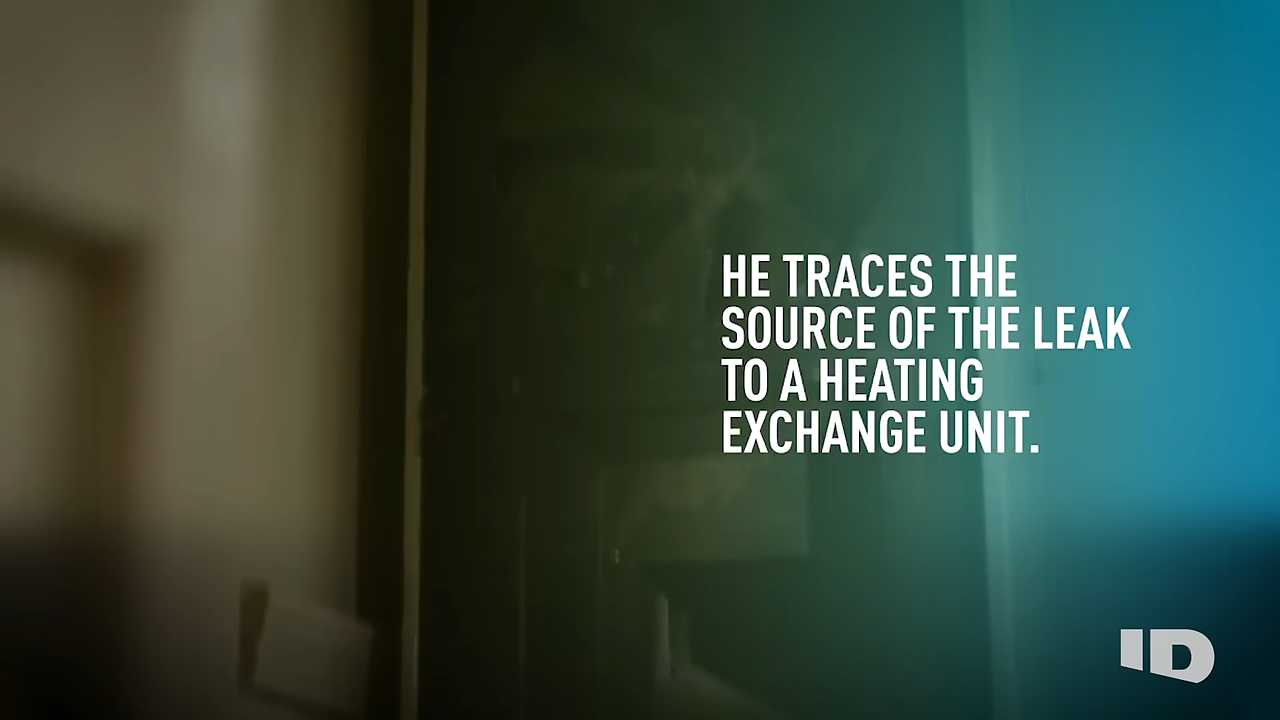 HE TRACES THE
SOURCE OF THE LEAK
TO A HEATING
EXCHANGE UNIT.
ID